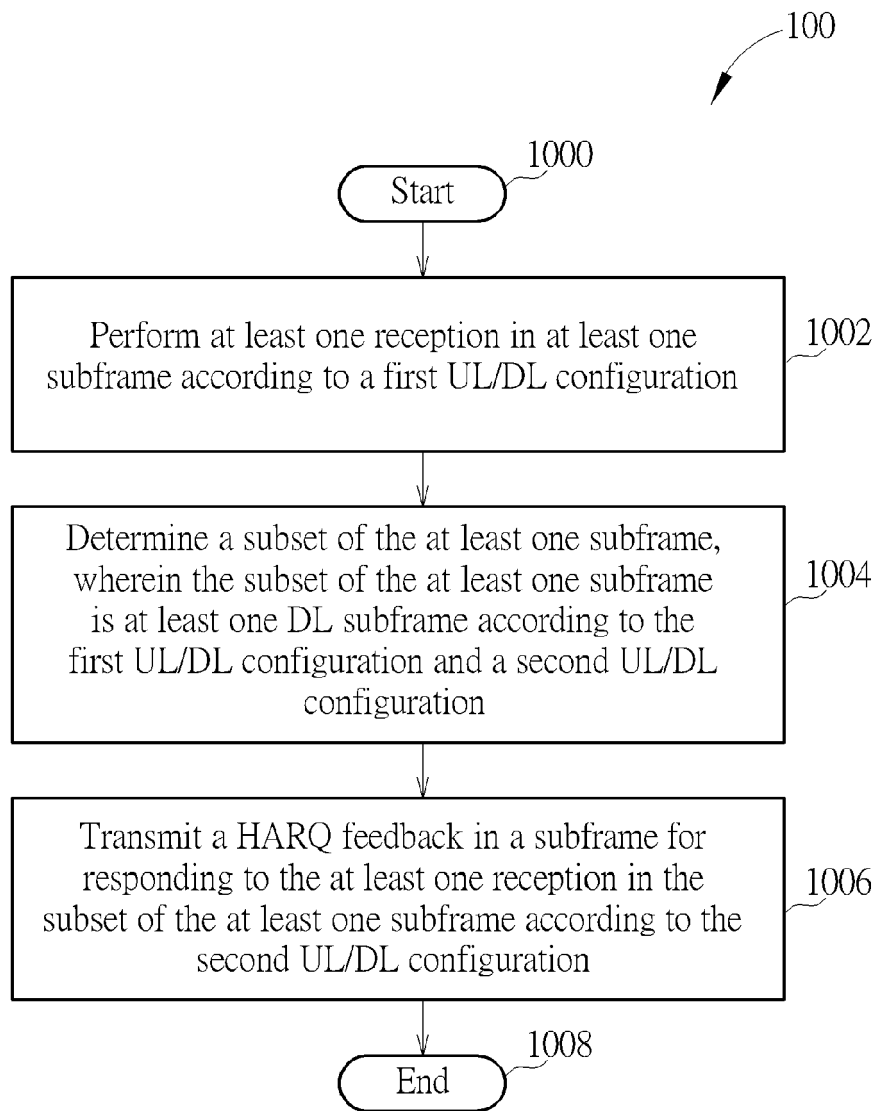 100
Start
1000
Perform at least one reception in at least one
subframe according to a first UL/DL configuration
1002
Determine a subset of the at least one subframe,
wherein the subset of the at least one subframe
is at least one DL subframe according to the
first UL/DL configuration and a second UL/DL
configuration
1004
Transmit a HARQ feedback in a subframe for
responding to the at least one reception in the
subset of the at least one subframe according to the
second UL/DL configuration
1006
End
1008